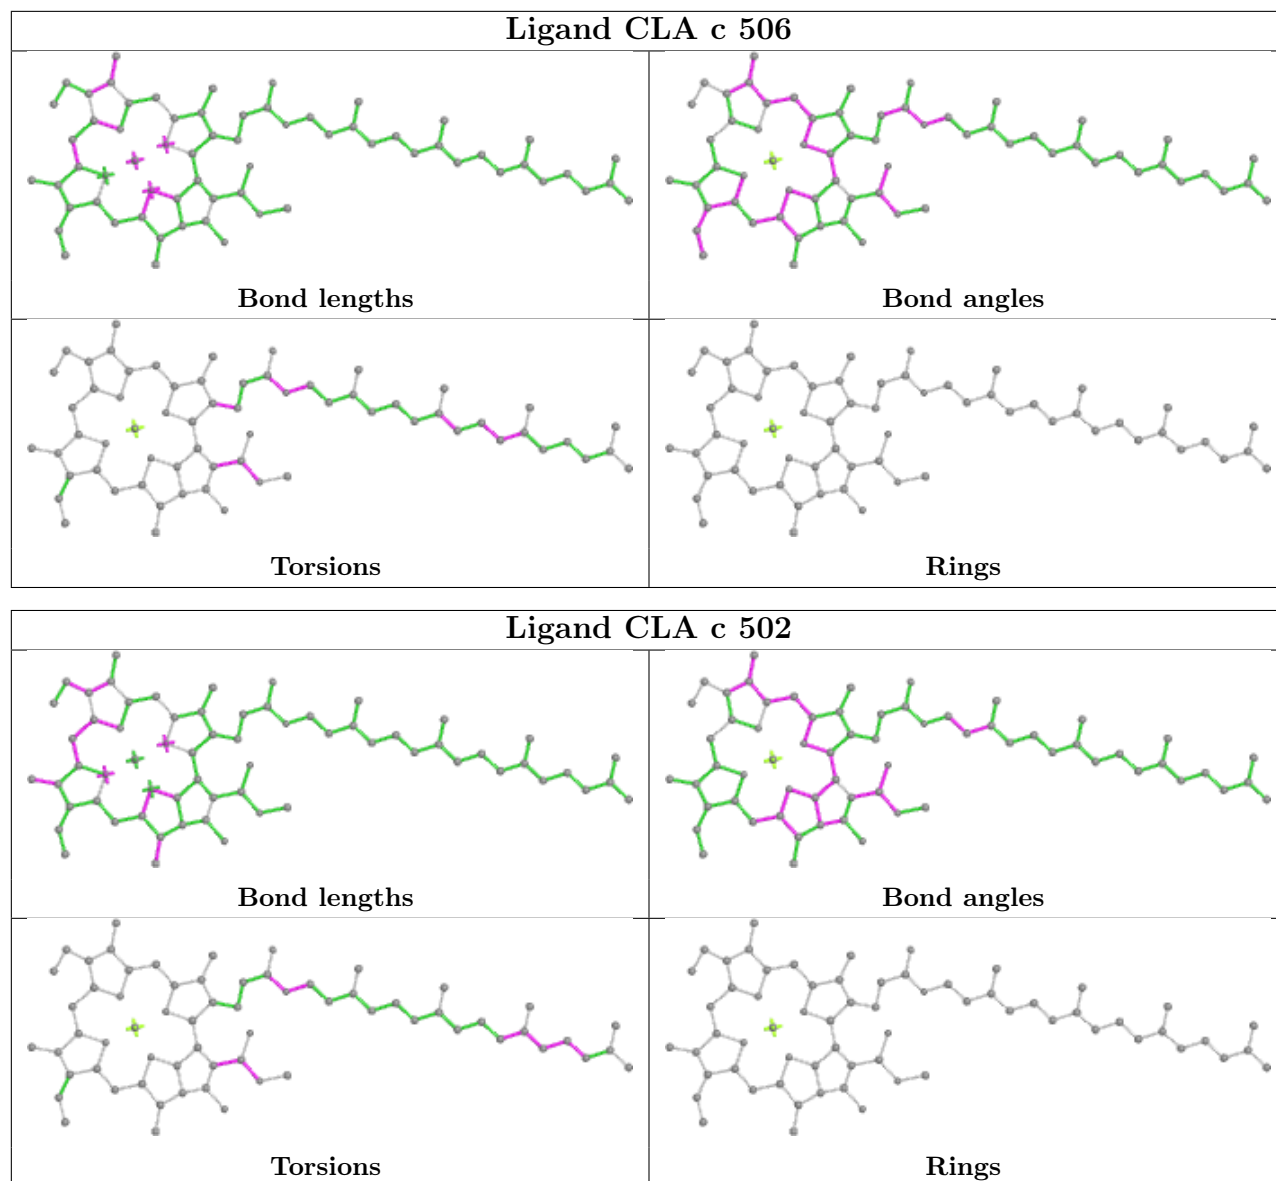 Ligand CLA c 506
Bond lengths
Bond angles
Torsions
Rings
Ligand CLA c 502
Bond lengths
Bond angles
Torsions
Rings